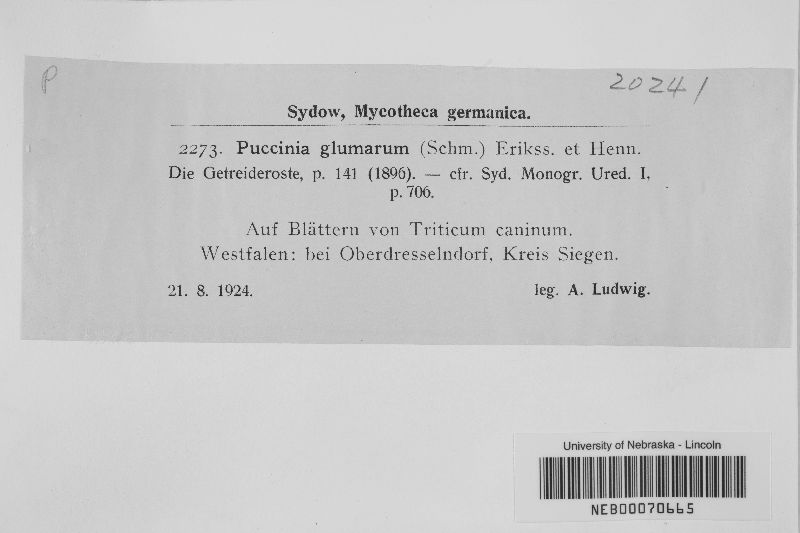 P
20241
Sydow, Mycotheca germanica.
2273. Puccinia glumarum (Schm.) Erikss. et Henn.
Die Getreideroste, p. 141 (1896). — cfr. Syd. Monogr. Ured. I,
p. 706.
Auf Blättern von Triticum caninum.
Westfalen: bei Oberdresselndorf, Kreis Siegen.
21. 8. 1924. leg. A. Ludwig.
University of Nebraska - Lincoln
NEB00070665